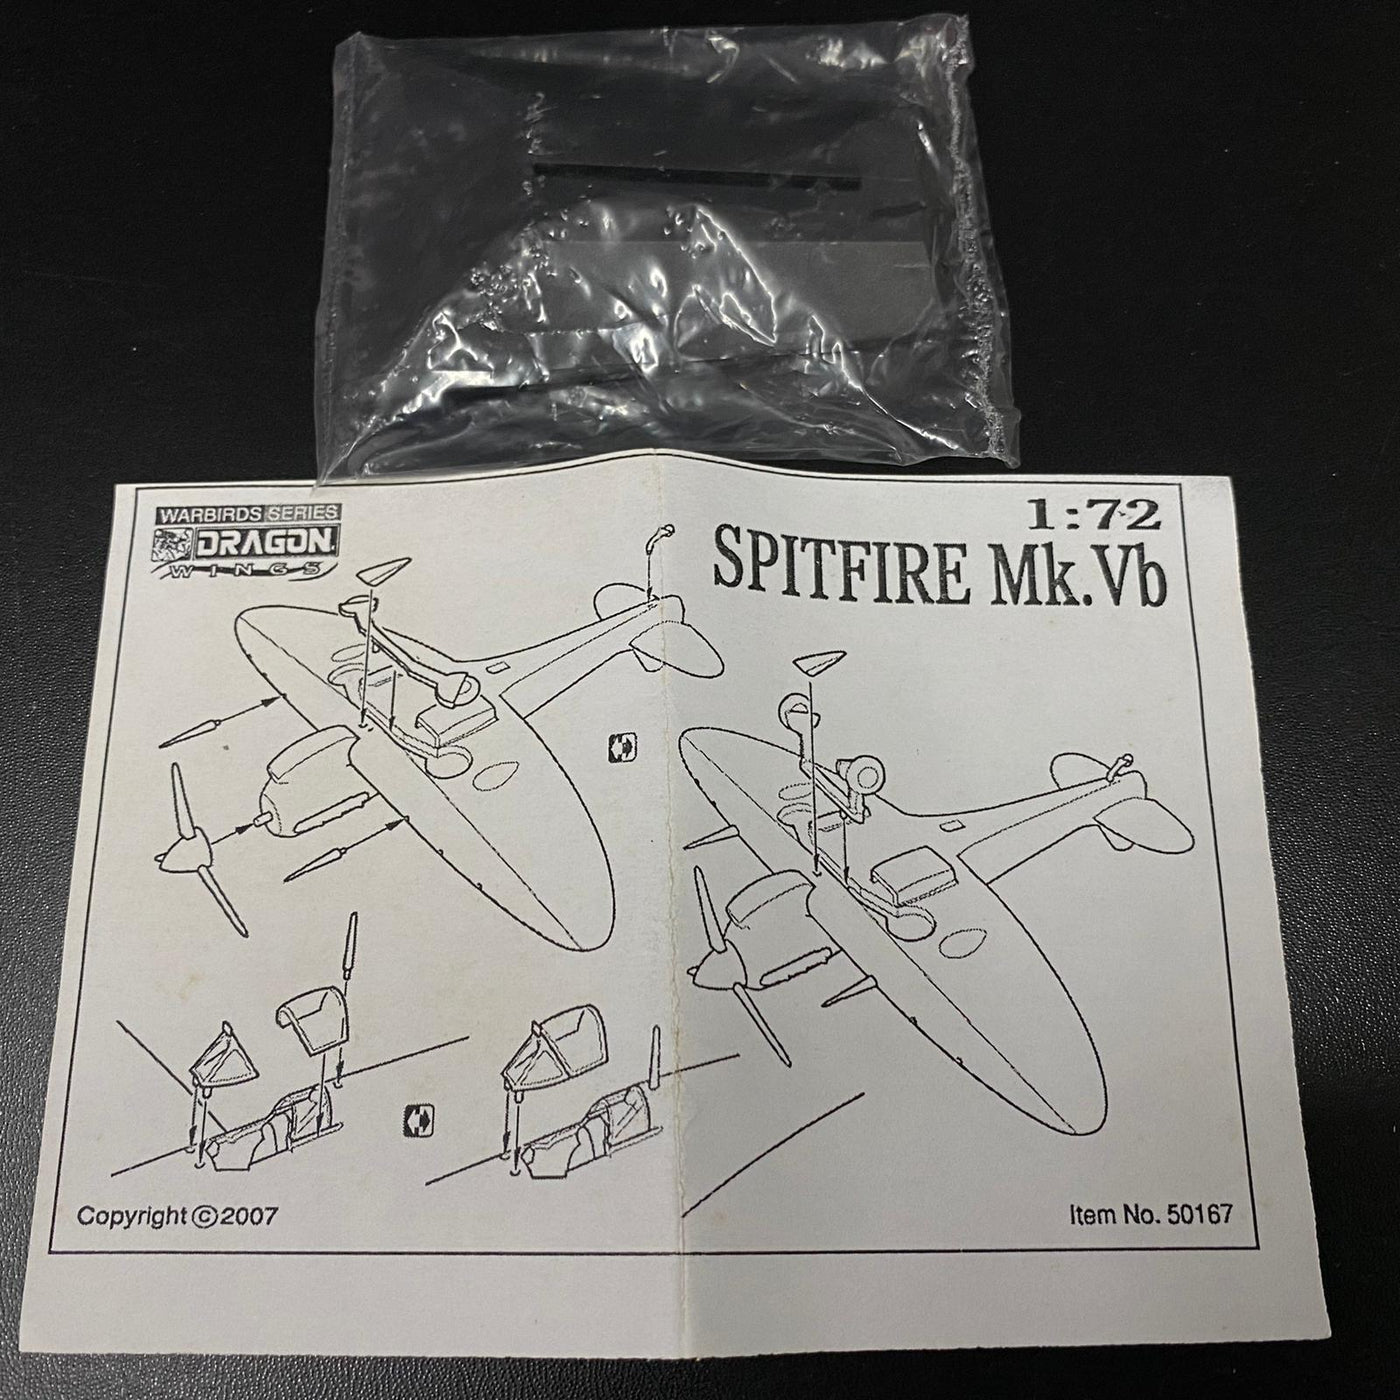 WARBIRDS SERIES
DRAGON
WINGS
1:72
SPITFIRE Mk.Vb
Copyright ©2007
Item No. 50167